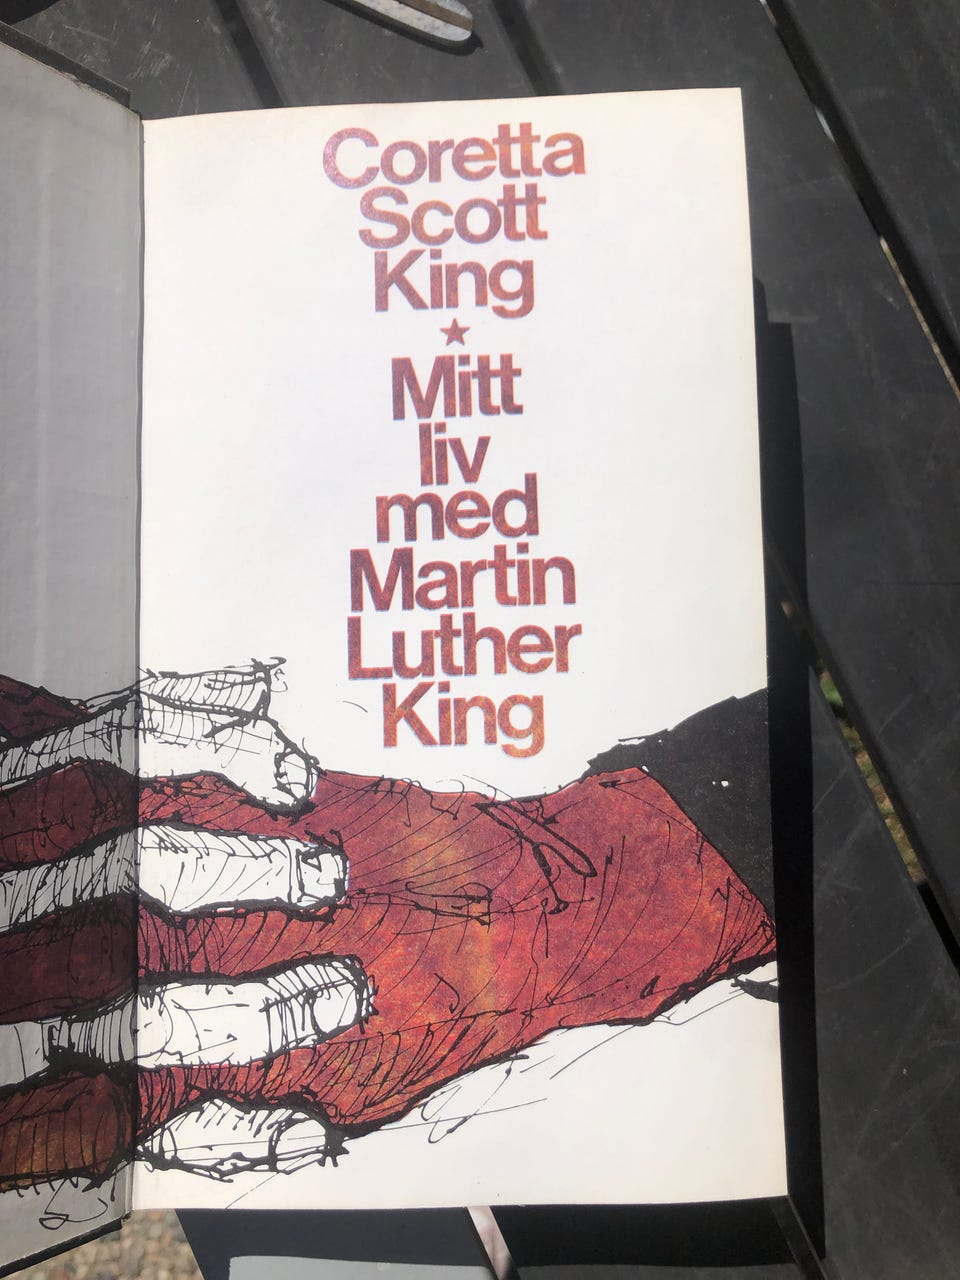 Coretta
Scott
King
★
Mitt
liv
med
Martin
Luther
King